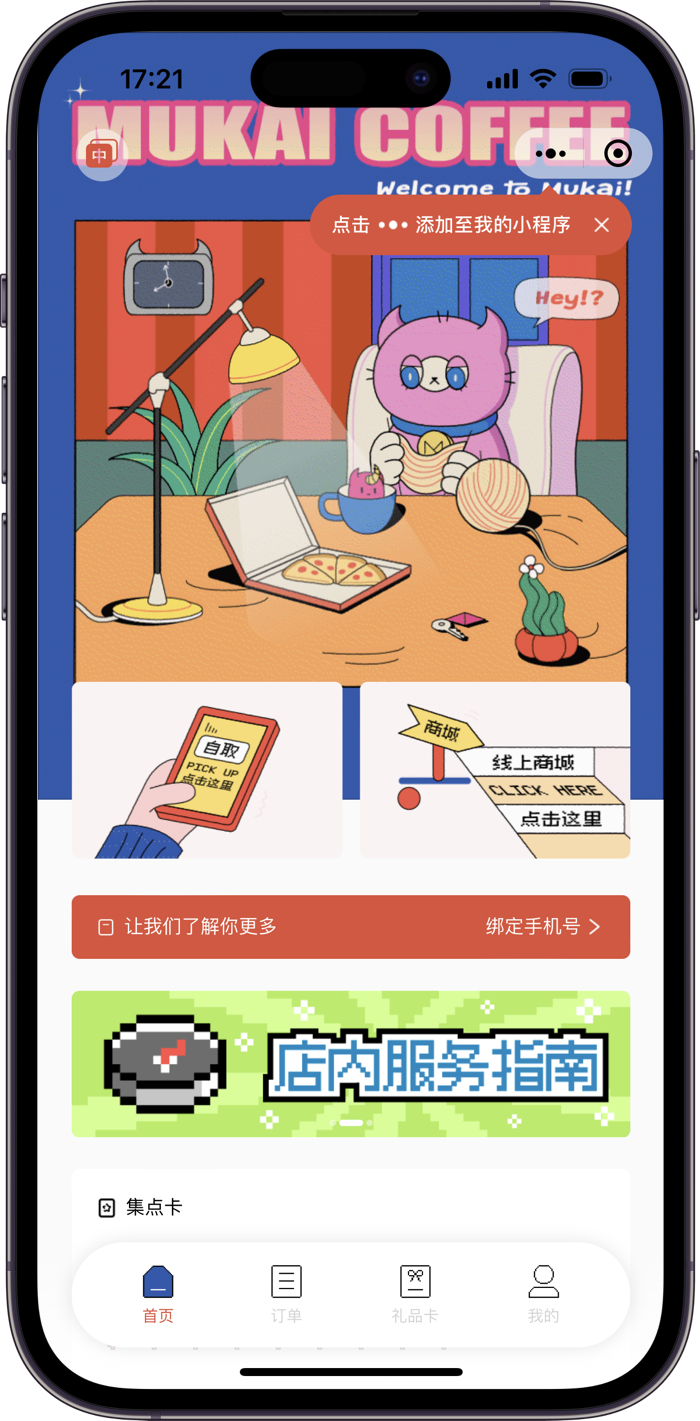 17:21
MUKAI COFFEE
中
Welcome To Mukai!
点击 ••• 添加至我的小程序
Hey!?
M
自取
PICK UP
点击这里
商城
线上商城
CLICK HERE
点击这里
让我们了解你更多
绑定手机号
店内服务指南
集点卡
首页
订单
礼品卡
我的